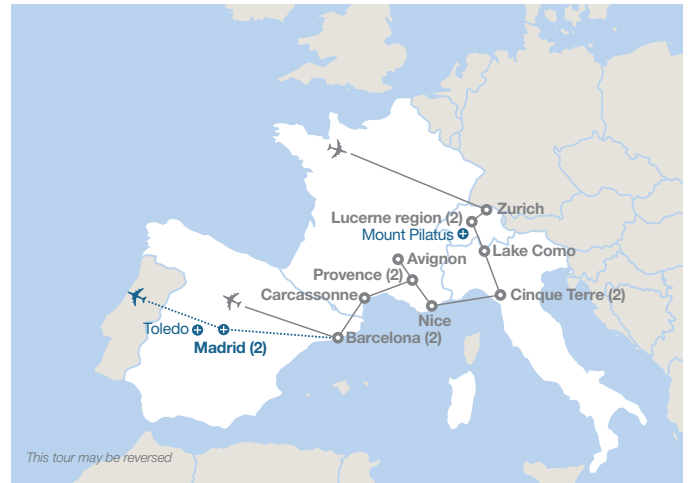 Zurich
Lucerne region (2)
Mount Pilatus
Lake Como
Avignon
Provence (2)
Cinque Terre (2)
Carcassonne
Nice
Toledo
Madrid (2)
Barcelona (2)
This tour may be reversed